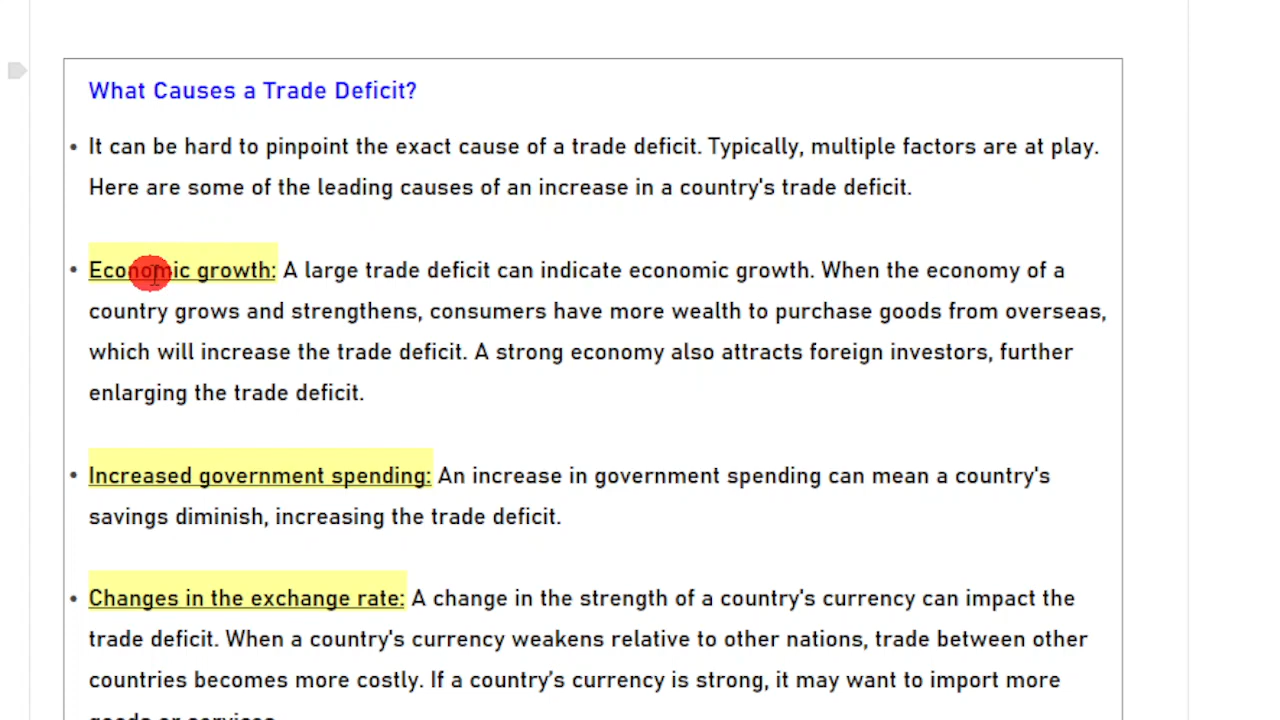 What Causes a Trade Deficit?
• It can be hard to pinpoint the exact cause of a trade deficit. Typically, multiple factors are at play.
Here are some of the leading causes of an increase in a country's trade deficit.
• Economic growth: A large trade deficit can indicate economic growth. When the economy of a
country grows and strengthens, consumers have more wealth to purchase goods from overseas,
which will increase the trade deficit. A strong economy also attracts foreign investors, further
enlarging the trade deficit.
• Increased government spending: An increase in government spending can mean a country's
savings diminish, increasing the trade deficit.
• Changes in the exchange rate: A change in the strength of a country's currency can impact the
trade deficit. When a country's currency weakens relative to other nations, trade between other
countries becomes more costly. If a country’s currency is strong, it may want to import more
goods or services.